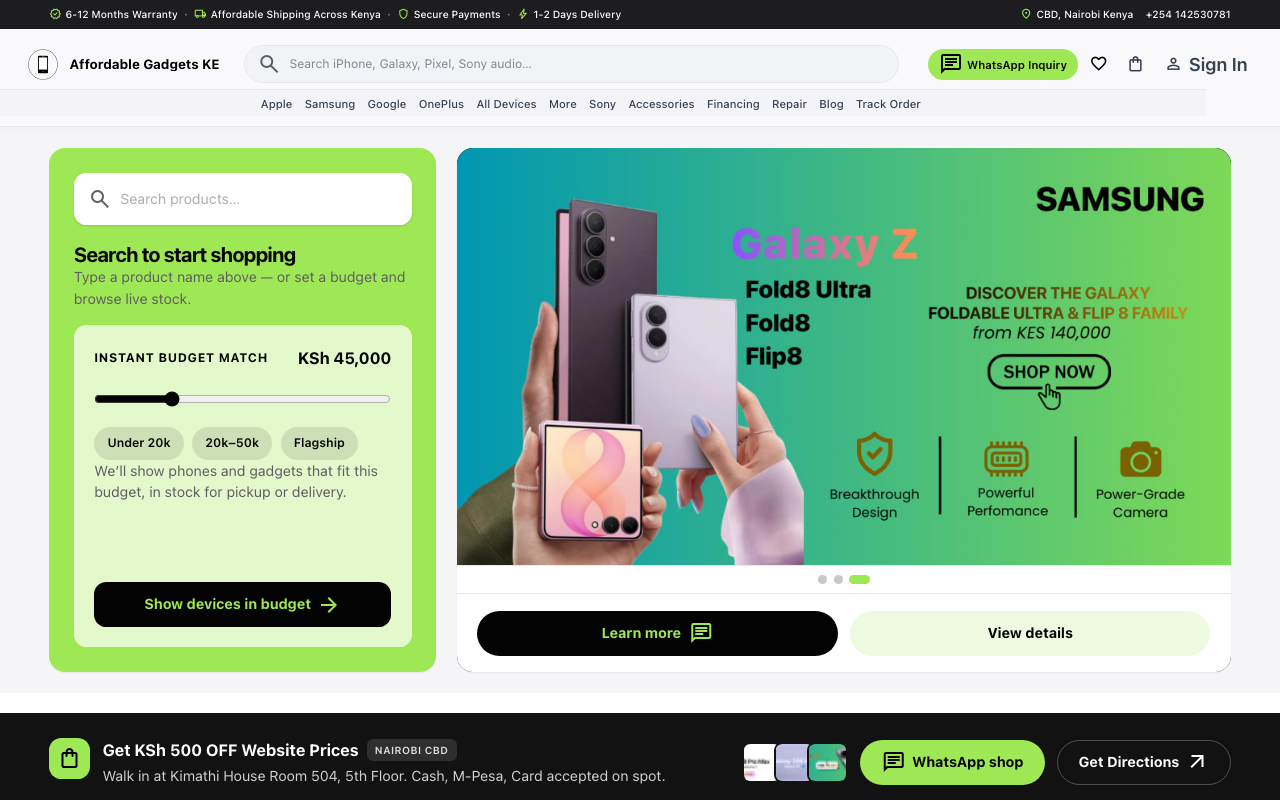 6-12 Months Warranty · Affordable Shipping Across Kenya · Secure Payments · 1-2 Days Delivery
CBD, Nairobi Kenya +254 142530781
Affordable Gadgets KE
Search iPhone, Galaxy, Pixel, Sony audio...
WhatsApp Inquiry
Sign In
Apple Samsung Google OnePlus All Devices More Sony Accessories Financing Repair Blog Track Order
Search products...
Search to start shopping
Type a product name above — or set a budget and
browse live stock.
INSTANT BUDGET MATCH KSh 45,000
Under 20k 20k–50k Flagship
We'll show phones and gadgets that fit this
budget, in stock for pickup or delivery.
Show devices in budget
SAMSUNG
Galaxy Z
Fold8 Ultra
Fold8
Flip8
DISCOVER THE GALAXY
FOLDABLE ULTRA & FLIP 8 FAMILY
from KES 140,000
SHOP NOW
Breakthrough
Design
Powerful
Perfomance
Power-Grade
Camera
Learn more
View details
Get KSh 500 OFF Website Prices NAIROBI CBD
Walk in at Kimathi House Room 504, 5th Floor. Cash, M-Pesa, Card accepted on spot.
WhatsApp shop
Get Directions